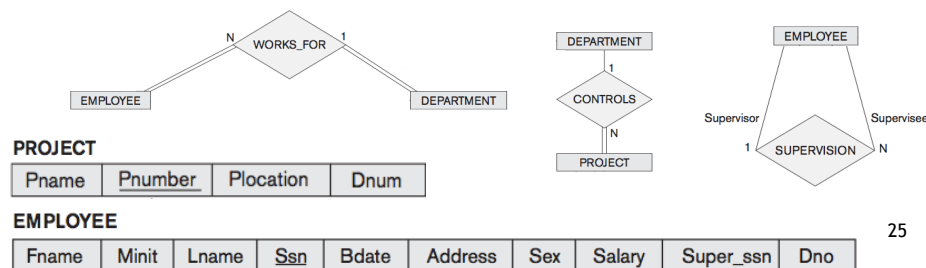 N WORKS_FOR 1
EMPLOYEE DEPARTMENT
DEPARTMENT
1
CONTROLS
N
PROJECT
EMPLOYEE
Supervisor Supervisee
1 SUPERVISION N
PROJECT
Pname Pnumber Plocation Dnum
EMPLOYEE
Fname Minit Lname Ssn Bdate Address Sex Salary Super_ssn Dno
25